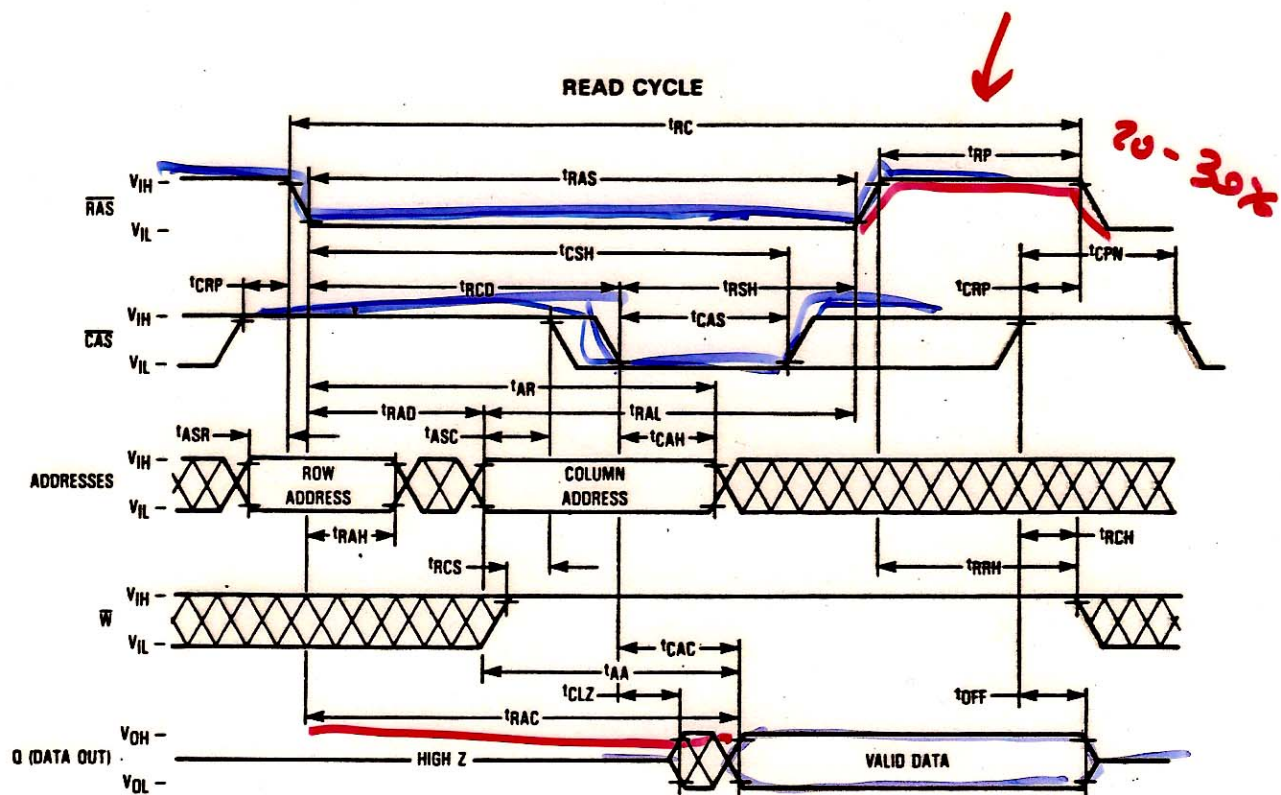 READ CYCLE
tRC
20-30%
tRP
VIH
tRAS
RAS
VIL
tCSH
tCPN
tCRP
tRCD
tRSH
tCRP
VIH
tCAS
CAS
VIL
tAR
tRAD
tRAL
tASR
tASC
tCAH
VIH
ADDRESSES
ROW ADDRESS
COLUMN ADDRESS
VIL
tRAH
tRCH
tRCS
tRRH
VIH
W
VIL
tCAC
tAA
tCLZ
tOFF
tRAC
VOH
Q (DATA OUT)
HIGH Z
VALID DATA
VOL